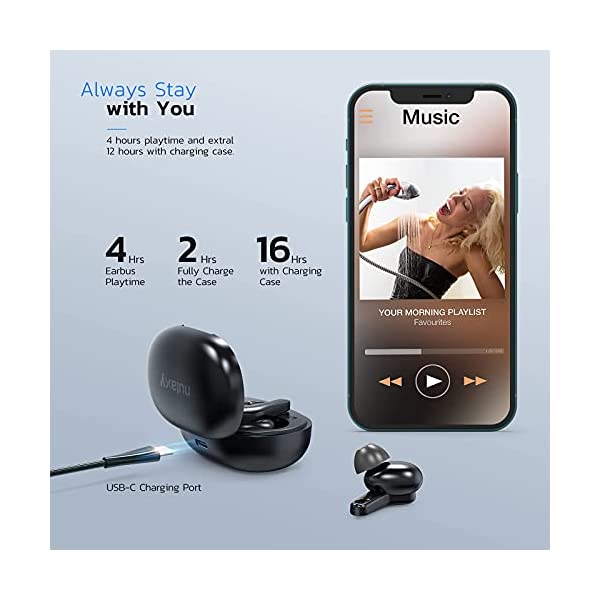 Always Stay
with You
4 hours playtime and extral
12 hours with charging case.
4 Hrs
Earbus
Playtime
2 Hrs
Fully Charge
the Case
16 Hrs
with Charging
Case
Music
YOUR MORNING PLAYLIST
Favourites
USB-C Charging Port